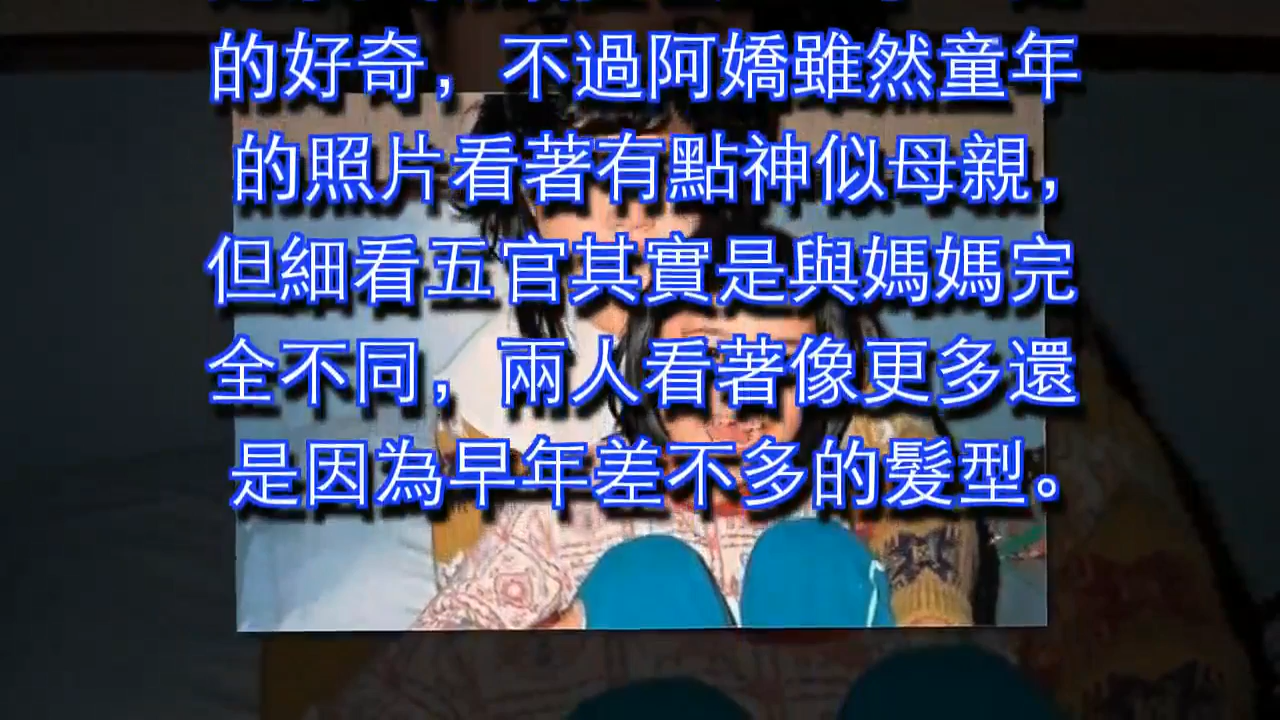 的好奇，不過阿嬌雖然童年
的照片看著有點神似母親，
但細看五官其實是與媽媽完
全不同，兩人看著像更多還
是因為早年差不多的髮型。